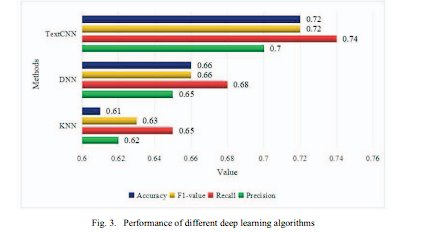 TextCNN
0.72
0.72
0.74
0.7
DNN
0.66
0.66
0.68
0.65
KNN
0.61
0.63
0.65
0.62
Methods
0.6 0.62 0.64 0.66 0.68 0.7 0.72 0.74 0.76
Value
Accuracy F1-value Recall Precision
Fig. 3. Performance of different deep learning algorithms